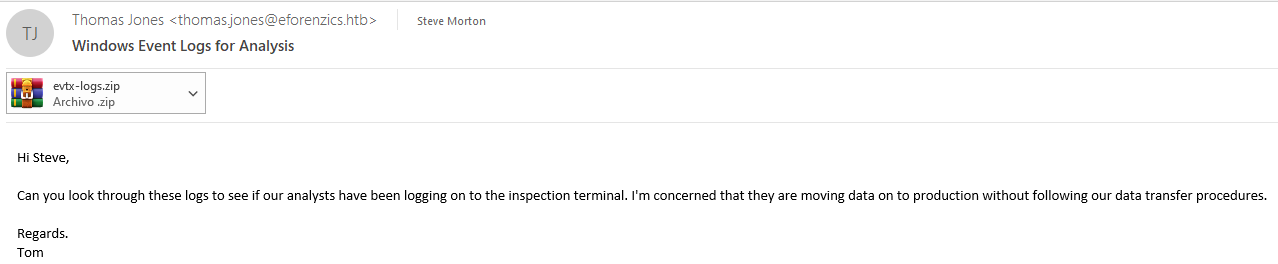 TJ
Thomas Jones <thomas.jones@eforenzics.htb>
Steve Morton
Windows Event Logs for Analysis
evtx-logs.zip
Archivo .zip
Hi Steve,
Can you look through these logs to see if our analysts have been logging on to the inspection terminal. I'm concerned that they are moving data on to production without following our data transfer procedures.
Regards.
Tom